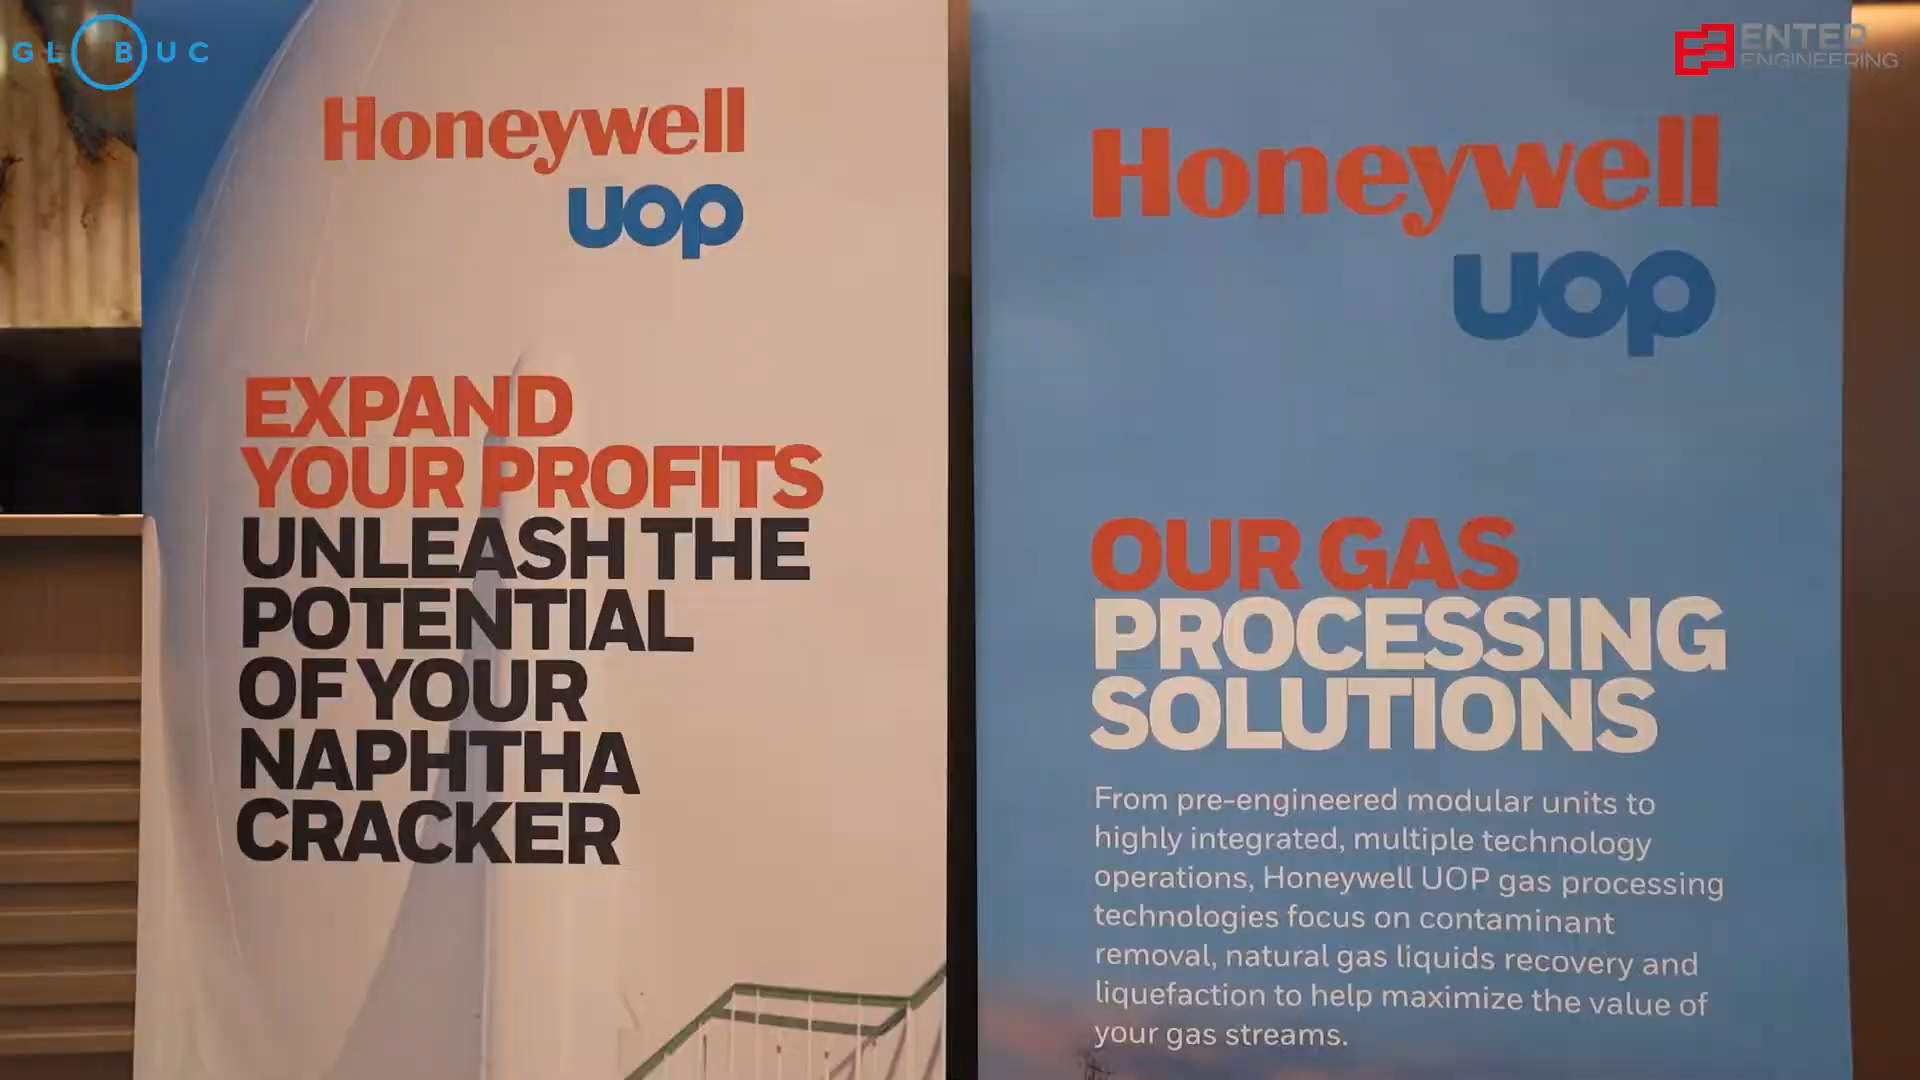 GLOBUC
ENTER
ENGINEERING
Honeywell
uop
EXPAND
YOUR PROFITS
UNLEASH THE
POTENTIAL
OF YOUR
NAPHTHA
CRACKER
Honeywell
uop
OUR GAS
PROCESSING
SOLUTIONS
From pre-engineered modular units to
highly integrated, multiple technology
operations, Honeywell UOP gas processing
technologies focus on contaminant
removal, natural gas liquids recovery and
liquefaction to help maximize the value of
your gas streams.